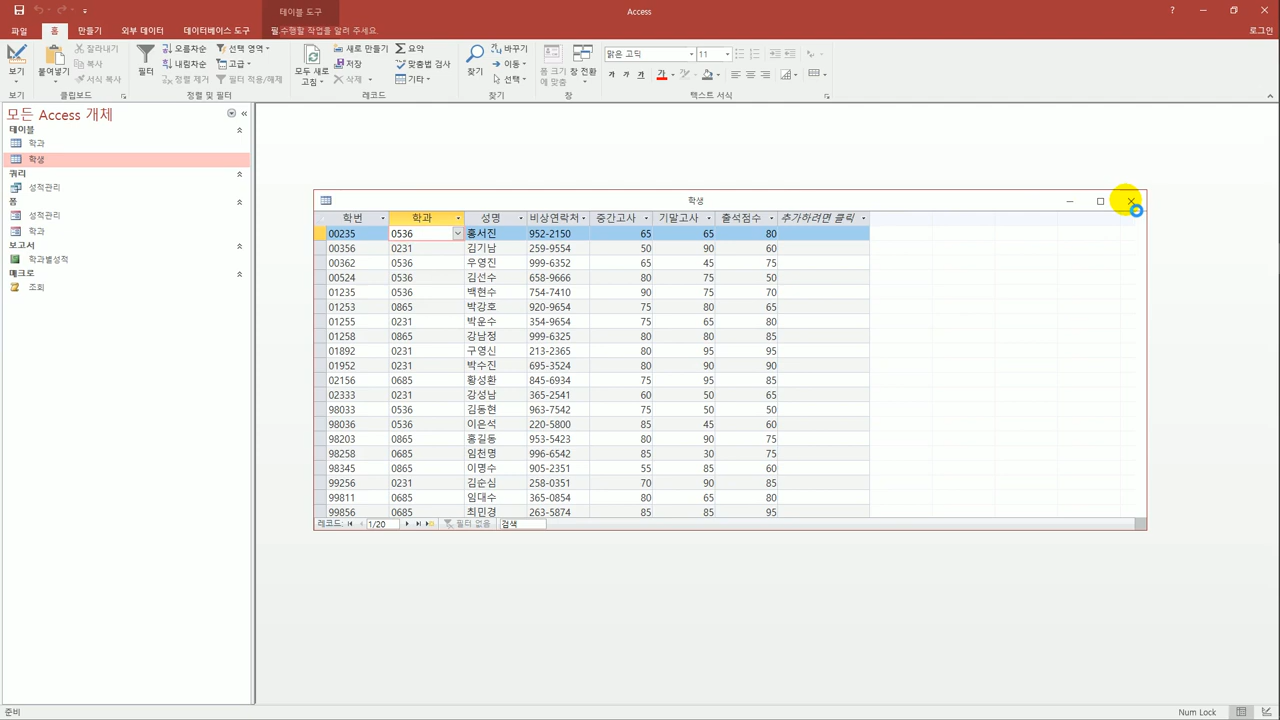 테이블 도구
Access
로그인
파일 홈 만들기 외부 데이터 데이터베이스 도구 필 수행할 작업을 알려 주세요.
보기
붙여넣기
잘라내기
복사
서식 복사
필터
오름차순
내림차순
정렬 제거
선택 영역
고급
필터 적용/해제
모두 새로 고침
새로 만들기
저장
삭제
요약
맞춤법 검사
기타
찾기
바꾸기
이동
선택
폼 크기에 맞춤
창 전환
맑은 고딕 11
가 가 가 가
보기 클립보드 정렬 및 필터 레코드 찾기 창 텍스트 서식
모든 Access 개체
테이블
학과
학생
쿼리
성적관리
폼
성적관리
학과
보고서
학과별성적
매크로
조회
학생
학번 학과 성명 비상연락처 중간고사 기말고사 출석점수 추가하려면 클릭
00235 0536 홍서진 952-2150 65 65 80
00356 0231 김기남 259-9554 50 90 60
00362 0536 우영진 999-6352 65 45 75
00524 0536 김선수 658-9666 80 75 50
01235 0536 백현수 754-7410 90 75 70
01253 0865 박강호 920-9654 75 80 65
01255 0231 박운수 354-9654 75 65 80
01258 0865 강남정 999-6325 80 80 85
01892 0231 구영신 213-2365 80 95 95
01952 0231 박수진 695-3524 80 90 90
02156 0685 황성환 845-6934 75 95 85
02333 0231 강성남 365-2541 60 50 65
98033 0536 김동현 963-7542 75 50 50
98036 0536 이은석 220-5800 85 45 60
98203 0865 홍길동 953-5423 80 90 75
98258 0685 임천명 996-6542 85 30 75
98345 0865 이명수 905-2351 55 85 60
99256 0231 김순심 258-0351 70 90 85
99811 0685 임대수 365-0854 80 65 80
99856 0685 최민경 263-5874 85 85 95
레코드: 1/20 필터 없음 검색
준비
Num Lock